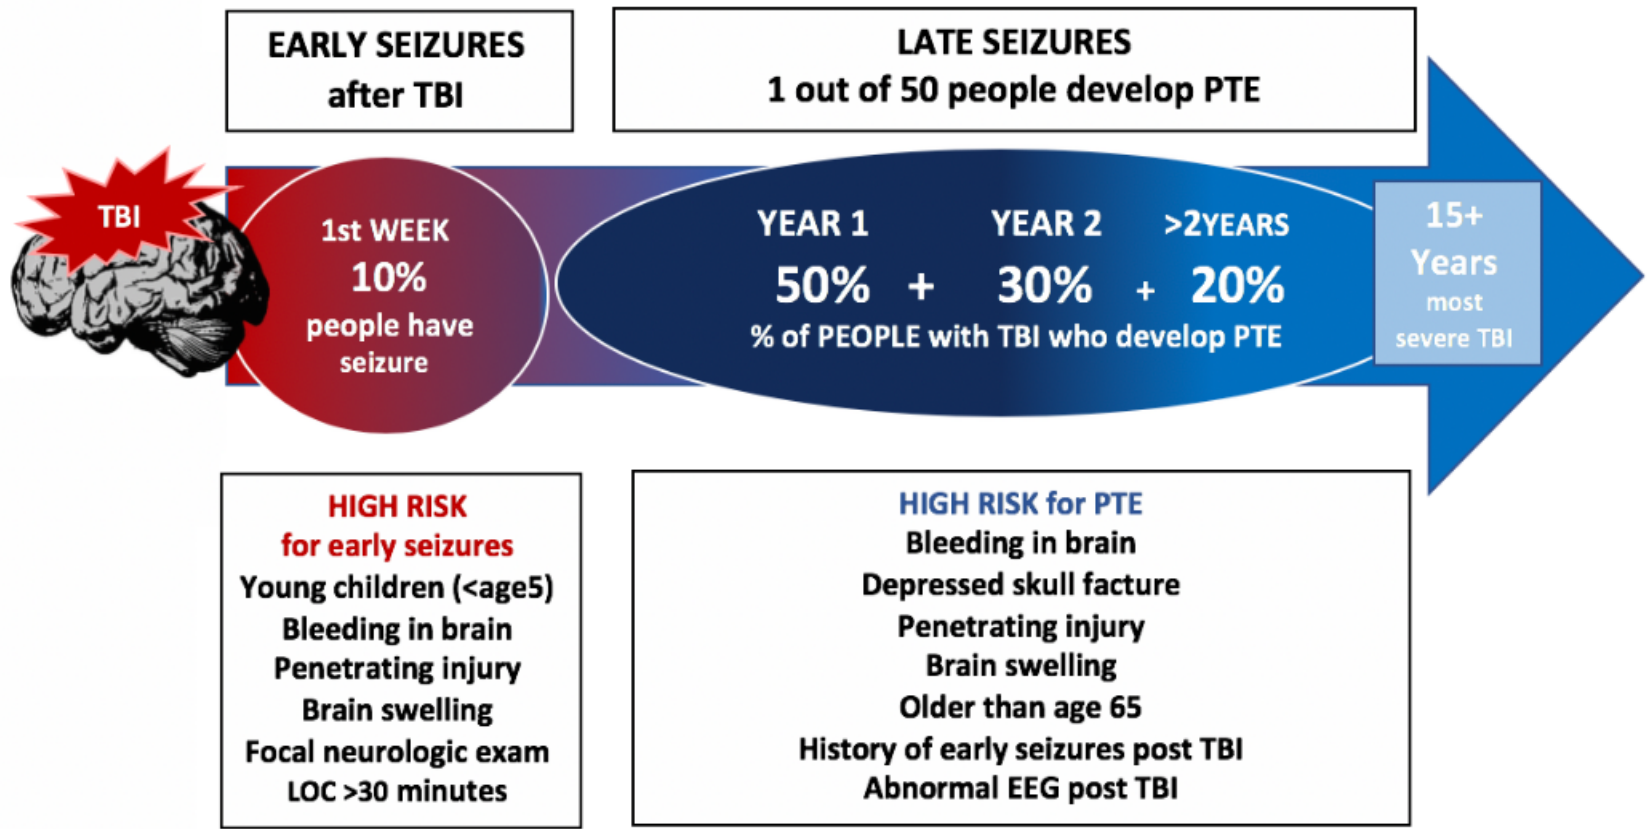 EARLY SEIZURES
after TBI
LATE SEIZURES
1 out of 50 people develop PTE
TBI
1st WEEK
10%
people have
seizure
YEAR 1 YEAR 2 >2YEARS
50% + 30% + 20%
% of PEOPLE with TBI who develop PTE
15+
Years
most
severe TBI
HIGH RISK
for early seizures
Young children (<age5)
Bleeding in brain
Penetrating injury
Brain swelling
Focal neurologic exam
LOC >30 minutes
HIGH RISK for PTE
Bleeding in brain
Depressed skull facture
Penetrating injury
Brain swelling
Older than age 65
History of early seizures post TBI
Abnormal EEG post TBI